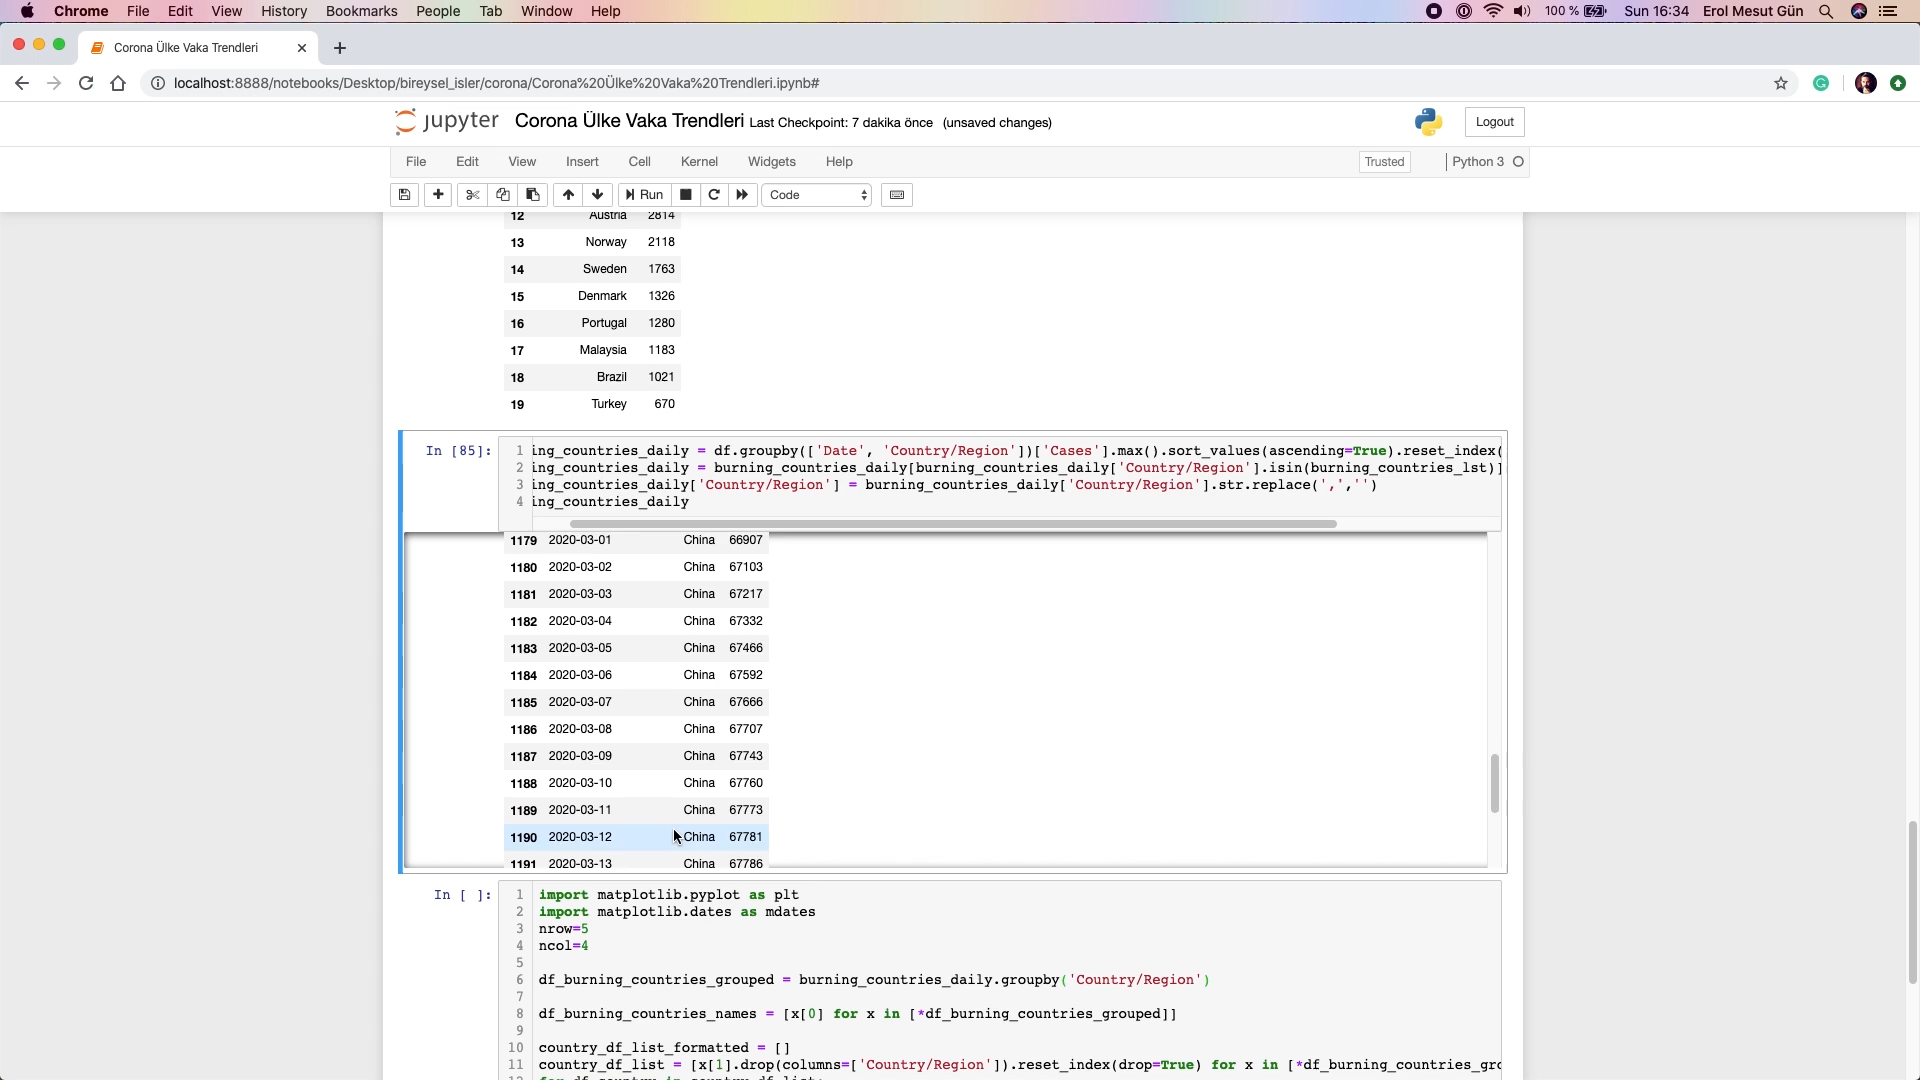 Chrome File Edit View History Bookmarks People Tab Window Help 100 % Sun 16:34 Erol Mesut Gün
Corona Ülke Vaka Trendleri
localhost:8888/notebooks/Desktop/bireysel_isler/corona/Corona%20Ülke%20Vaka%20Trendleri.ipynb#
jupyter Corona Ülke Vaka Trendleri Last Checkpoint: 7 dakika önce (unsaved changes) Logout
File Edit View Insert Cell Kernel Widgets Help Trusted Python 3
Run Code
12 Austria 2814
13 Norway 2118
14 Sweden 1763
15 Denmark 1326
16 Portugal 1280
17 Malaysia 1183
18 Brazil 1021
19 Turkey 670
In [85]: 1 ing_countries_daily = df.groupby(['Date', 'Country/Region'])['Cases'].max().sort_values(ascending=True).reset_index(
2 ing_countries_daily = burning_countries_daily[burning_countries_daily['Country/Region'].isin(burning_countries_lst)]
3 ing_countries_daily['Country/Region'] = burning_countries_daily['Country/Region'].str.replace(',','')
4 ing_countries_daily
1179 2020-03-01 China 66907
1180 2020-03-02 China 67103
1181 2020-03-03 China 67217
1182 2020-03-04 China 67332
1183 2020-03-05 China 67466
1184 2020-03-06 China 67592
1185 2020-03-07 China 67666
1186 2020-03-08 China 67707
1187 2020-03-09 China 67743
1188 2020-03-10 China 67760
1189 2020-03-11 China 67773
1190 2020-03-12 China 67781
1191 2020-03-13 China 67786
In [ ]: 1 import matplotlib.pyplot as plt
2 import matplotlib.dates as mdates
3 nrow=5
4 ncol=4
5
6 df_burning_countries_grouped = burning_countries_daily.groupby('Country/Region')
7
8 df_burning_countries_names = [x[0] for x in [*df_burning_countries_grouped]]
9
10 country_df_list_formatted = []
11 country_df_list = [x[1].drop(columns=['Country/Region']).reset_index(drop=True) for x in [*df_burning_countries_gro